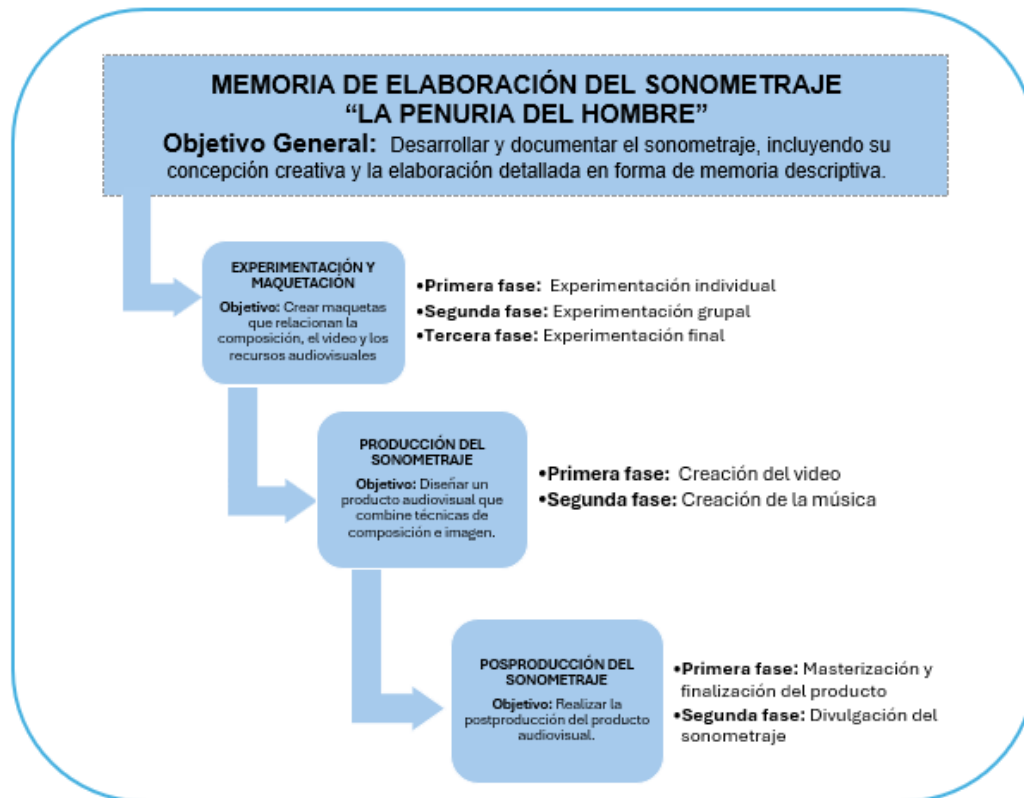 MEMORIA DE ELABORACIÓN DEL SONOMETRAJE
“LA PENURIA DEL HOMBRE”
Objetivo General: Desarrollar y documentar el sonometraje, incluyendo su
concepción creativa y la elaboración detallada en forma de memoria descriptiva.
EXPERIMENTACIÓN Y
MAQUETACIÓN
Objetivo: Crear maquetas
que relacionan la
composición, el video y los
recursos audiovisuales
•Primera fase: Experimentación individual
•Segunda fase: Experimentación grupal
•Tercera fase: Experimentación final
PRODUCCIÓN DEL
SONOMETRAJE
Objetivo: Diseñar un
producto audiovisual que
combine técnicas de
composición e imagen.
•Primera fase: Creación del video
•Segunda fase: Creación de la música
POSPRODUCCIÓN DEL
SONOMETRAJE
Objetivo: Realizar la
postproducción del producto
audiovisual.
•Primera fase: Masterización y
finalización del producto
•Segunda fase: Divulgación del
sonometraje